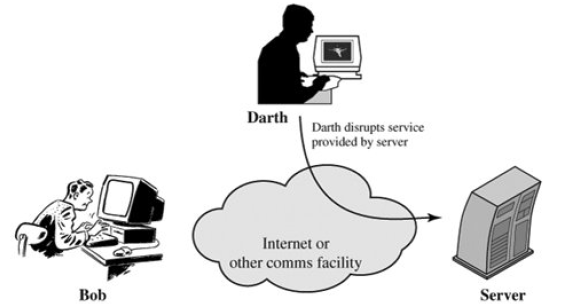 Darth
Darth disrupts service
provided by server
Internet or
other comms facility
Bob
Server